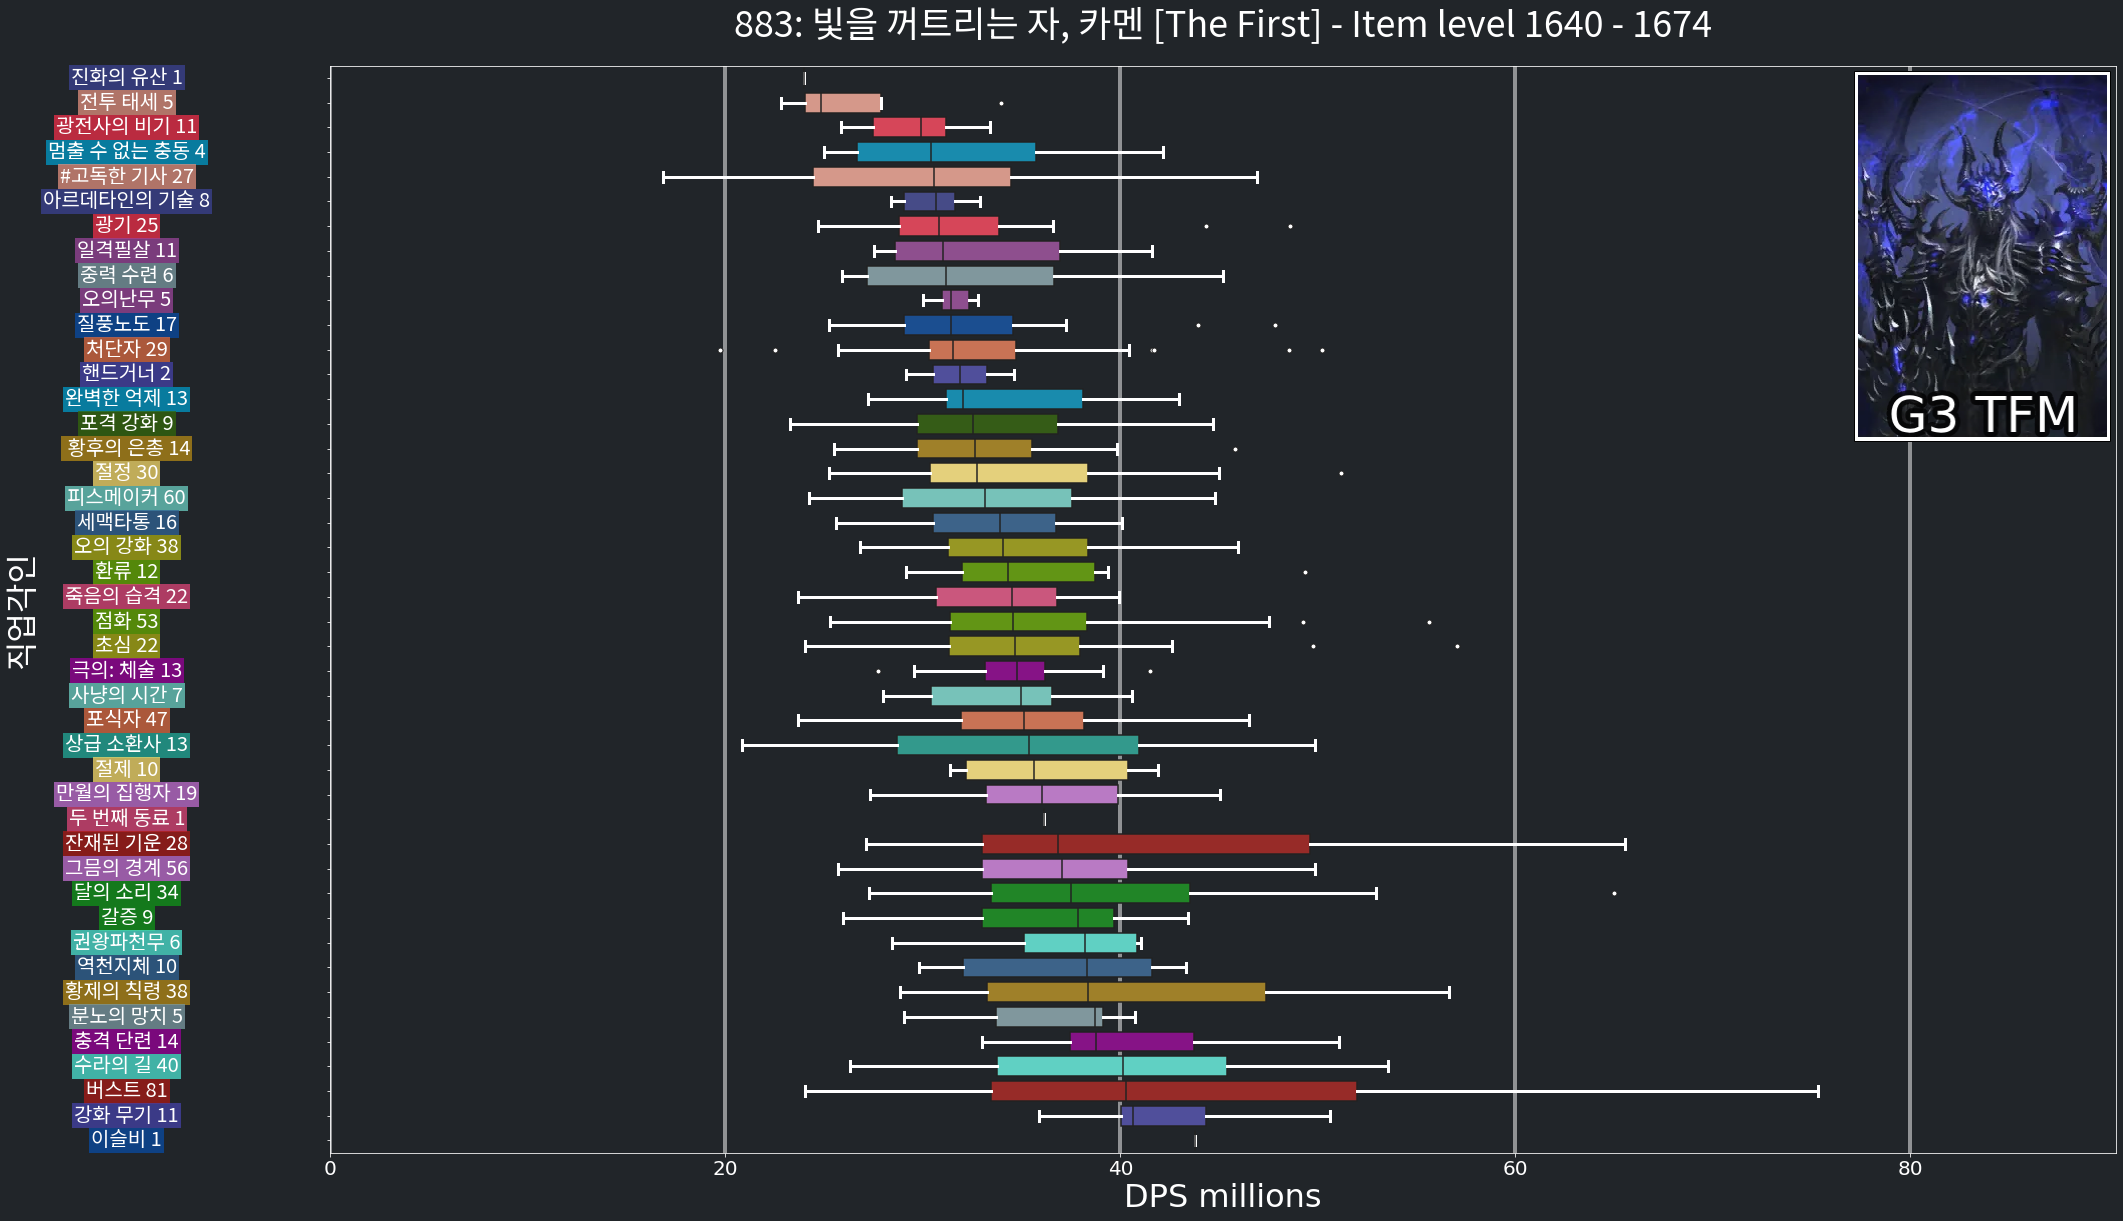 883: 빛을 꺼트리는 자, 카멘 [The First] - Item level 1640 - 1674
진화의 유산 1
전투 태세 5
광전사의 비기 11
멈출 수 없는 충동 4
#고독한 기사 27
아르데타인의 기술 8
광기 25
일격필살 11
중력 수련 6
오의난무 5
질풍노도 17
처단자 29
핸드거너 2
완벽한 억제 13
포격 강화 9
황후의 은총 14
절정 30
피스메이커 60
세맥타통 16
오의 강화 38
환류 12
죽음의 습격 22
점화 53
초심 22
극의: 체술 13
사냥의 시간 7
포식자 47
상급 소환사 13
절제 10
만월의 집행자 19
두 번째 동료 1
잔재된 기운 28
그믐의 경계 56
달의 소리 34
갈증 9
권왕파천무 6
역천지체 10
황제의 칙령 38
분노의 망치 5
충격 단련 14
수라의 길 40
버스트 81
강화 무기 11
이슬비 1
직업각인
G3 TFM
0 20 40 60 80
DPS millions